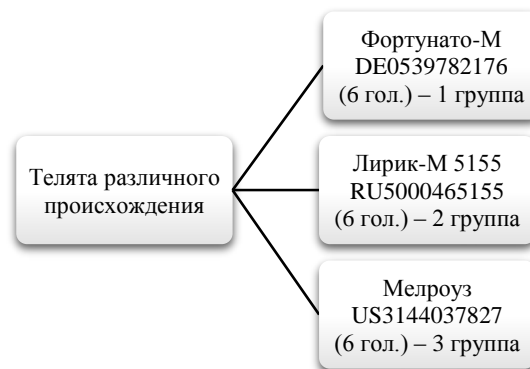 Фортунато-М
DE0539782176
(6 гол.) – 1 группа
Телята различного
происхождения
Лирик-М 5155
RU5000465155
(6 гол.) – 2 группа
Мелроуз
US3144037827
(6 гол.) – 3 группа